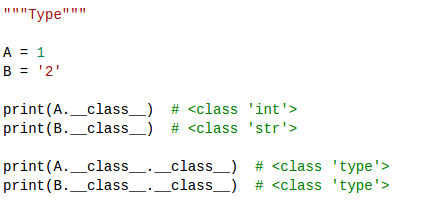 """Type"""
A = 1
B = '2'
print(A.__class__)  # <class 'int'>
print(B.__class__)  # <class 'str'>
print(A.__class__.__class__)  # <class 'type'>
print(B.__class__.__class__)  # <class 'type'>